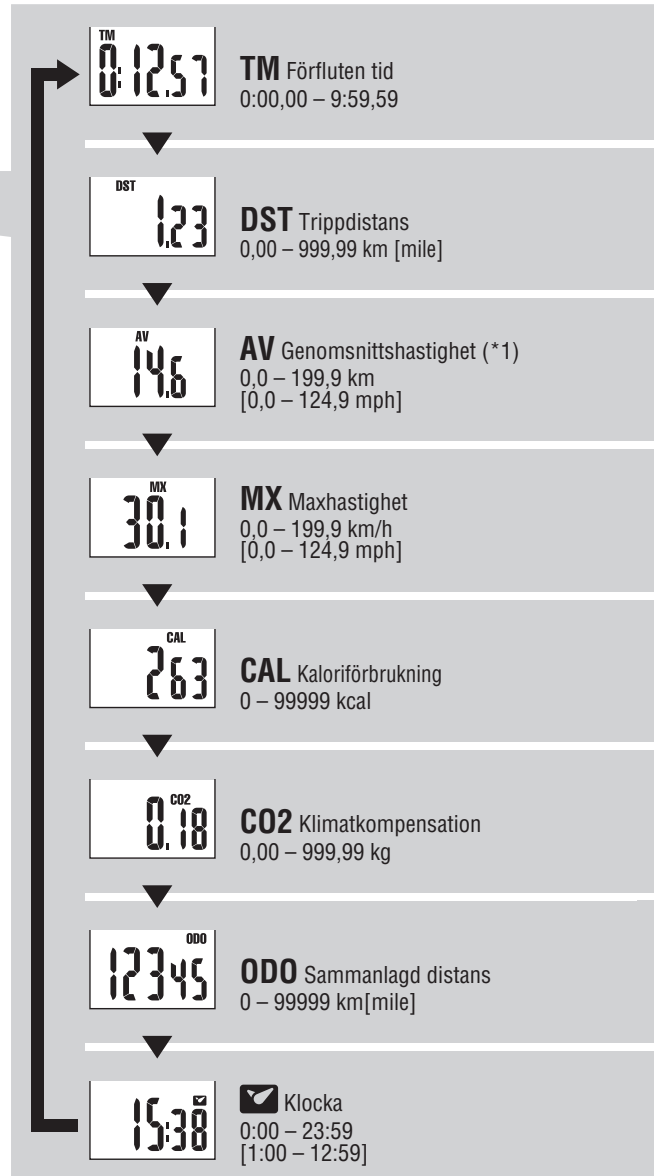 TM
0:12.57
TM Förfluten tid
0:00,00 – 9:59,59
DST
1.23
DST Trippdistans
0,00 – 999,99 km [mile]
AV
14.6
AV Genomsnittshastighet (*1)
0,0 – 199,9 km
[0,0 – 124,9 mph]
MX
30.1
MX Maxhastighet
0,0 – 199,9 km/h
[0,0 – 124,9 mph]
CAL
263
CAL Kaloriförbrukning
0 – 99999 kcal
CO2
0.18
CO2 Klimatkompensation
0,00 – 999,99 kg
ODO
12345
ODO Sammanlagd distans
0 – 99999 km[mile]
15:38
Klocka
0:00 – 23:59
[1:00 – 12:59]